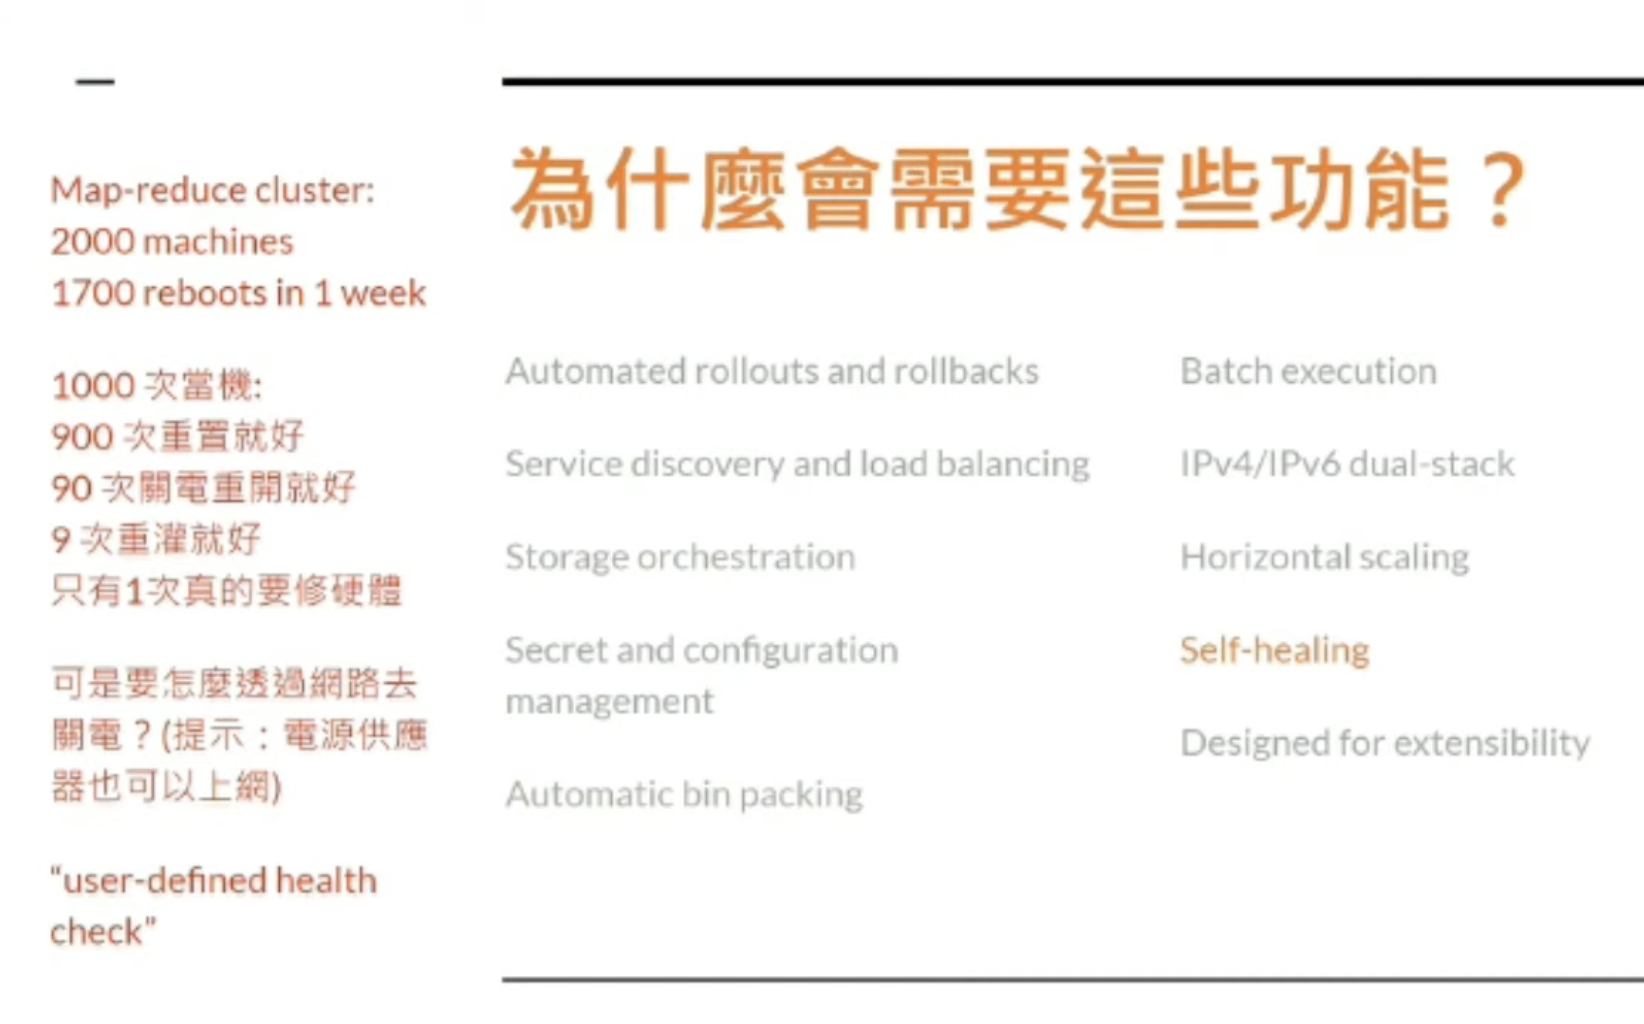 Map-reduce cluster:
2000 machines
1700 reboots in 1 week
1000 次當機:
900 次重置就好
90 次關電重開就好
9 次重灌就好
只有1次真的要修硬體
可是要怎麼透過網路去
關電？(提示：電源供應
器也可以上網)
“user-defined health
check”
為什麼會需要這些功能？
Automated rollouts and rollbacks
Service discovery and load balancing
Storage orchestration
Secret and configuration
management
Automatic bin packing
Batch execution
IPv4/IPv6 dual-stack
Horizontal scaling
Self-healing
Designed for extensibility